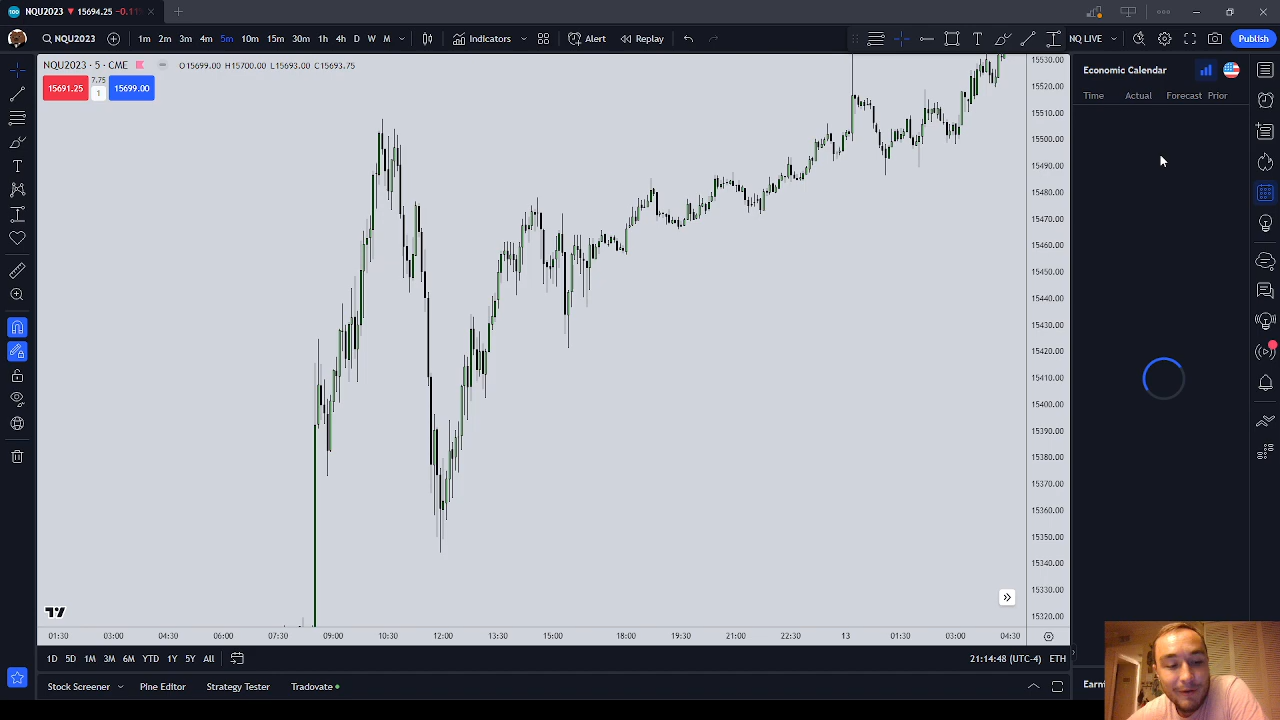 NQU2023 ▼ 15694.25 −0.11
NQU2023 1m 2m 3m 4m 5m 10m 15m 30m 1h 4h D W M Indicators Alert Replay NQ LIVE Publish
NQU2023 · 5 · CME O15699.00 H15700.00 L15693.00 C15693.75
15691.25 7.75 1 15699.00
Economic Calendar
Time Actual Forecast Prior
15530.00
15520.00
15510.00
15500.00
15490.00
15480.00
15470.00
15460.00
15450.00
15440.00
15430.00
15420.00
15410.00
15400.00
15390.00
15380.00
15370.00
15360.00
15350.00
15340.00
15330.00
15320.00
01:30 03:00 04:30 06:00 07:30 09:00 10:30 12:00 13:30 15:00 18:00 19:30 21:00 22:30 13 01:30 03:00 04:30
1D 5D 1M 3M 6M YTD 1Y 5Y All 21:14:48 (UTC-4) ETH
Stock Screener Pine Editor Strategy Tester Tradovate Earni